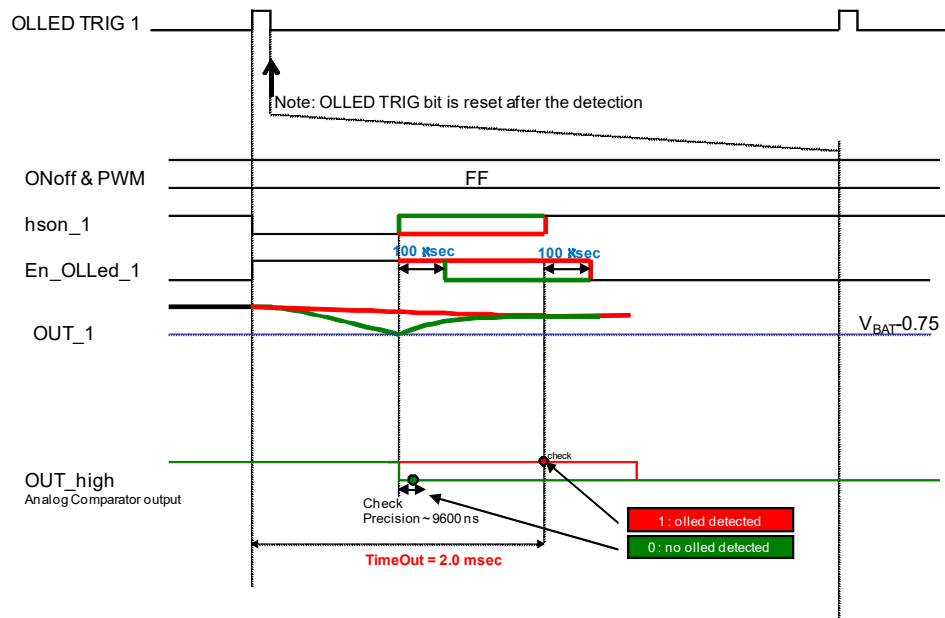 OLLED TRIG 1
Note: OLLED TRIG bit is reset after the detection
ONoff & PWM
FF
hson_1
100 sec
100 sec
En_OLLed_1
OUT_1
VBAT-0.75
check
OUT_high
Analog Comparator output
Check
Precision ~ 9600 ns
1 : olled detected
0 : no olled detected
TimeOut = 2.0 msec